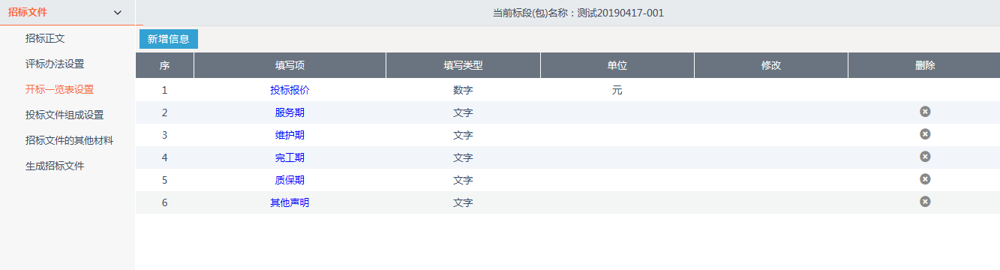 招标文件
当前标段(包)名称：测试20190417-001
招标正文
评标办法设置
开标一览表设置
投标文件组成设置
招标文件的其他材料
生成招标文件
新增信息
序 填写项 填写类型 单位 修改 删除
1 投标报价 数字 元
2 服务期 文字
3 维护期 文字
4 完工期 文字
5 质保期 文字
6 其他声明 文字